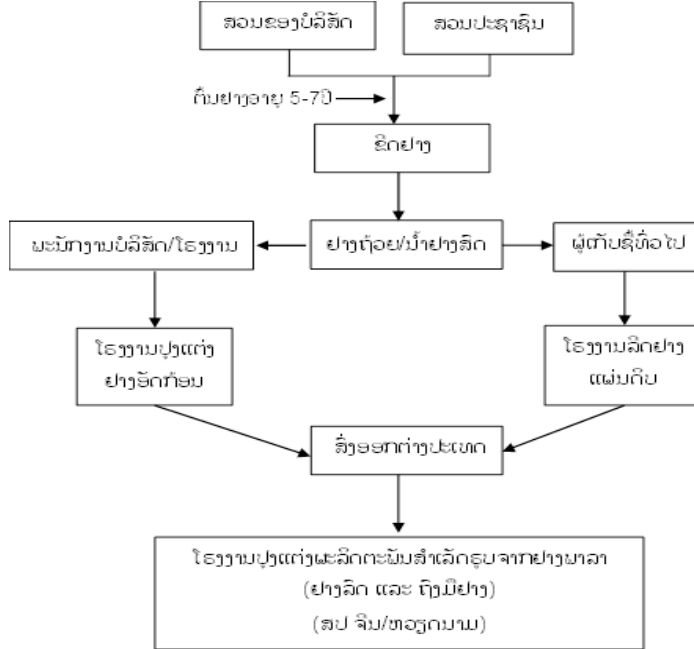 ສວນຂອງບໍລິສັດ
ສວນປະຊາຊົນ
ຕົ້ນຢາງອາຍຸ 5-7ປີ
ຂີດຢາງ
ພະນັກງານບໍລິສັດ/ໂຮງງານ
ຢາງຖ້ວຍ/ນ້ຳຢາງສົດ
ຜູ້ເກັບຊື້ທົ່ວໄປ
ໂຮງງານປຸງແຕ່ງ
ຢາງອັດກ້ອນ
ໂຮງງານລີດຢາງ
ແຜ່ນດິບ
ສົ່ງອອກຕ່າງປະເທດ
ໂຮງງານປຸງແຕ່ງຜະລິດຕະພັນສຳເລັດຮູບຈາກຢາງພາລາ
(ຢາງລົດ ແລະ ຖົງມືຢາງ)
(ສປ ຈີນ/ຫວຽດນາມ)